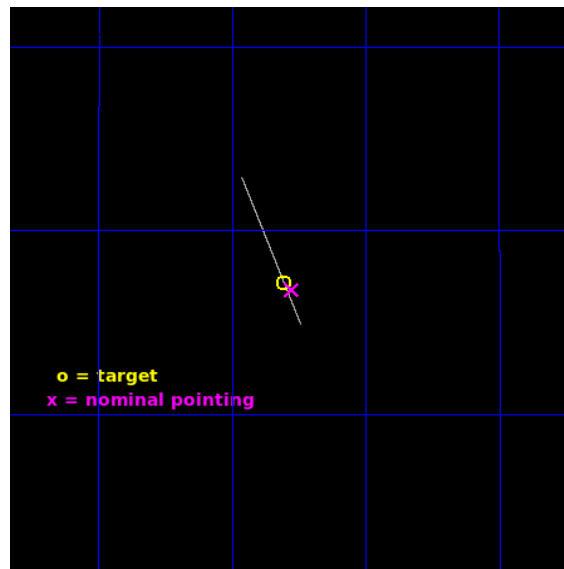 o = target
x = nominal pointing